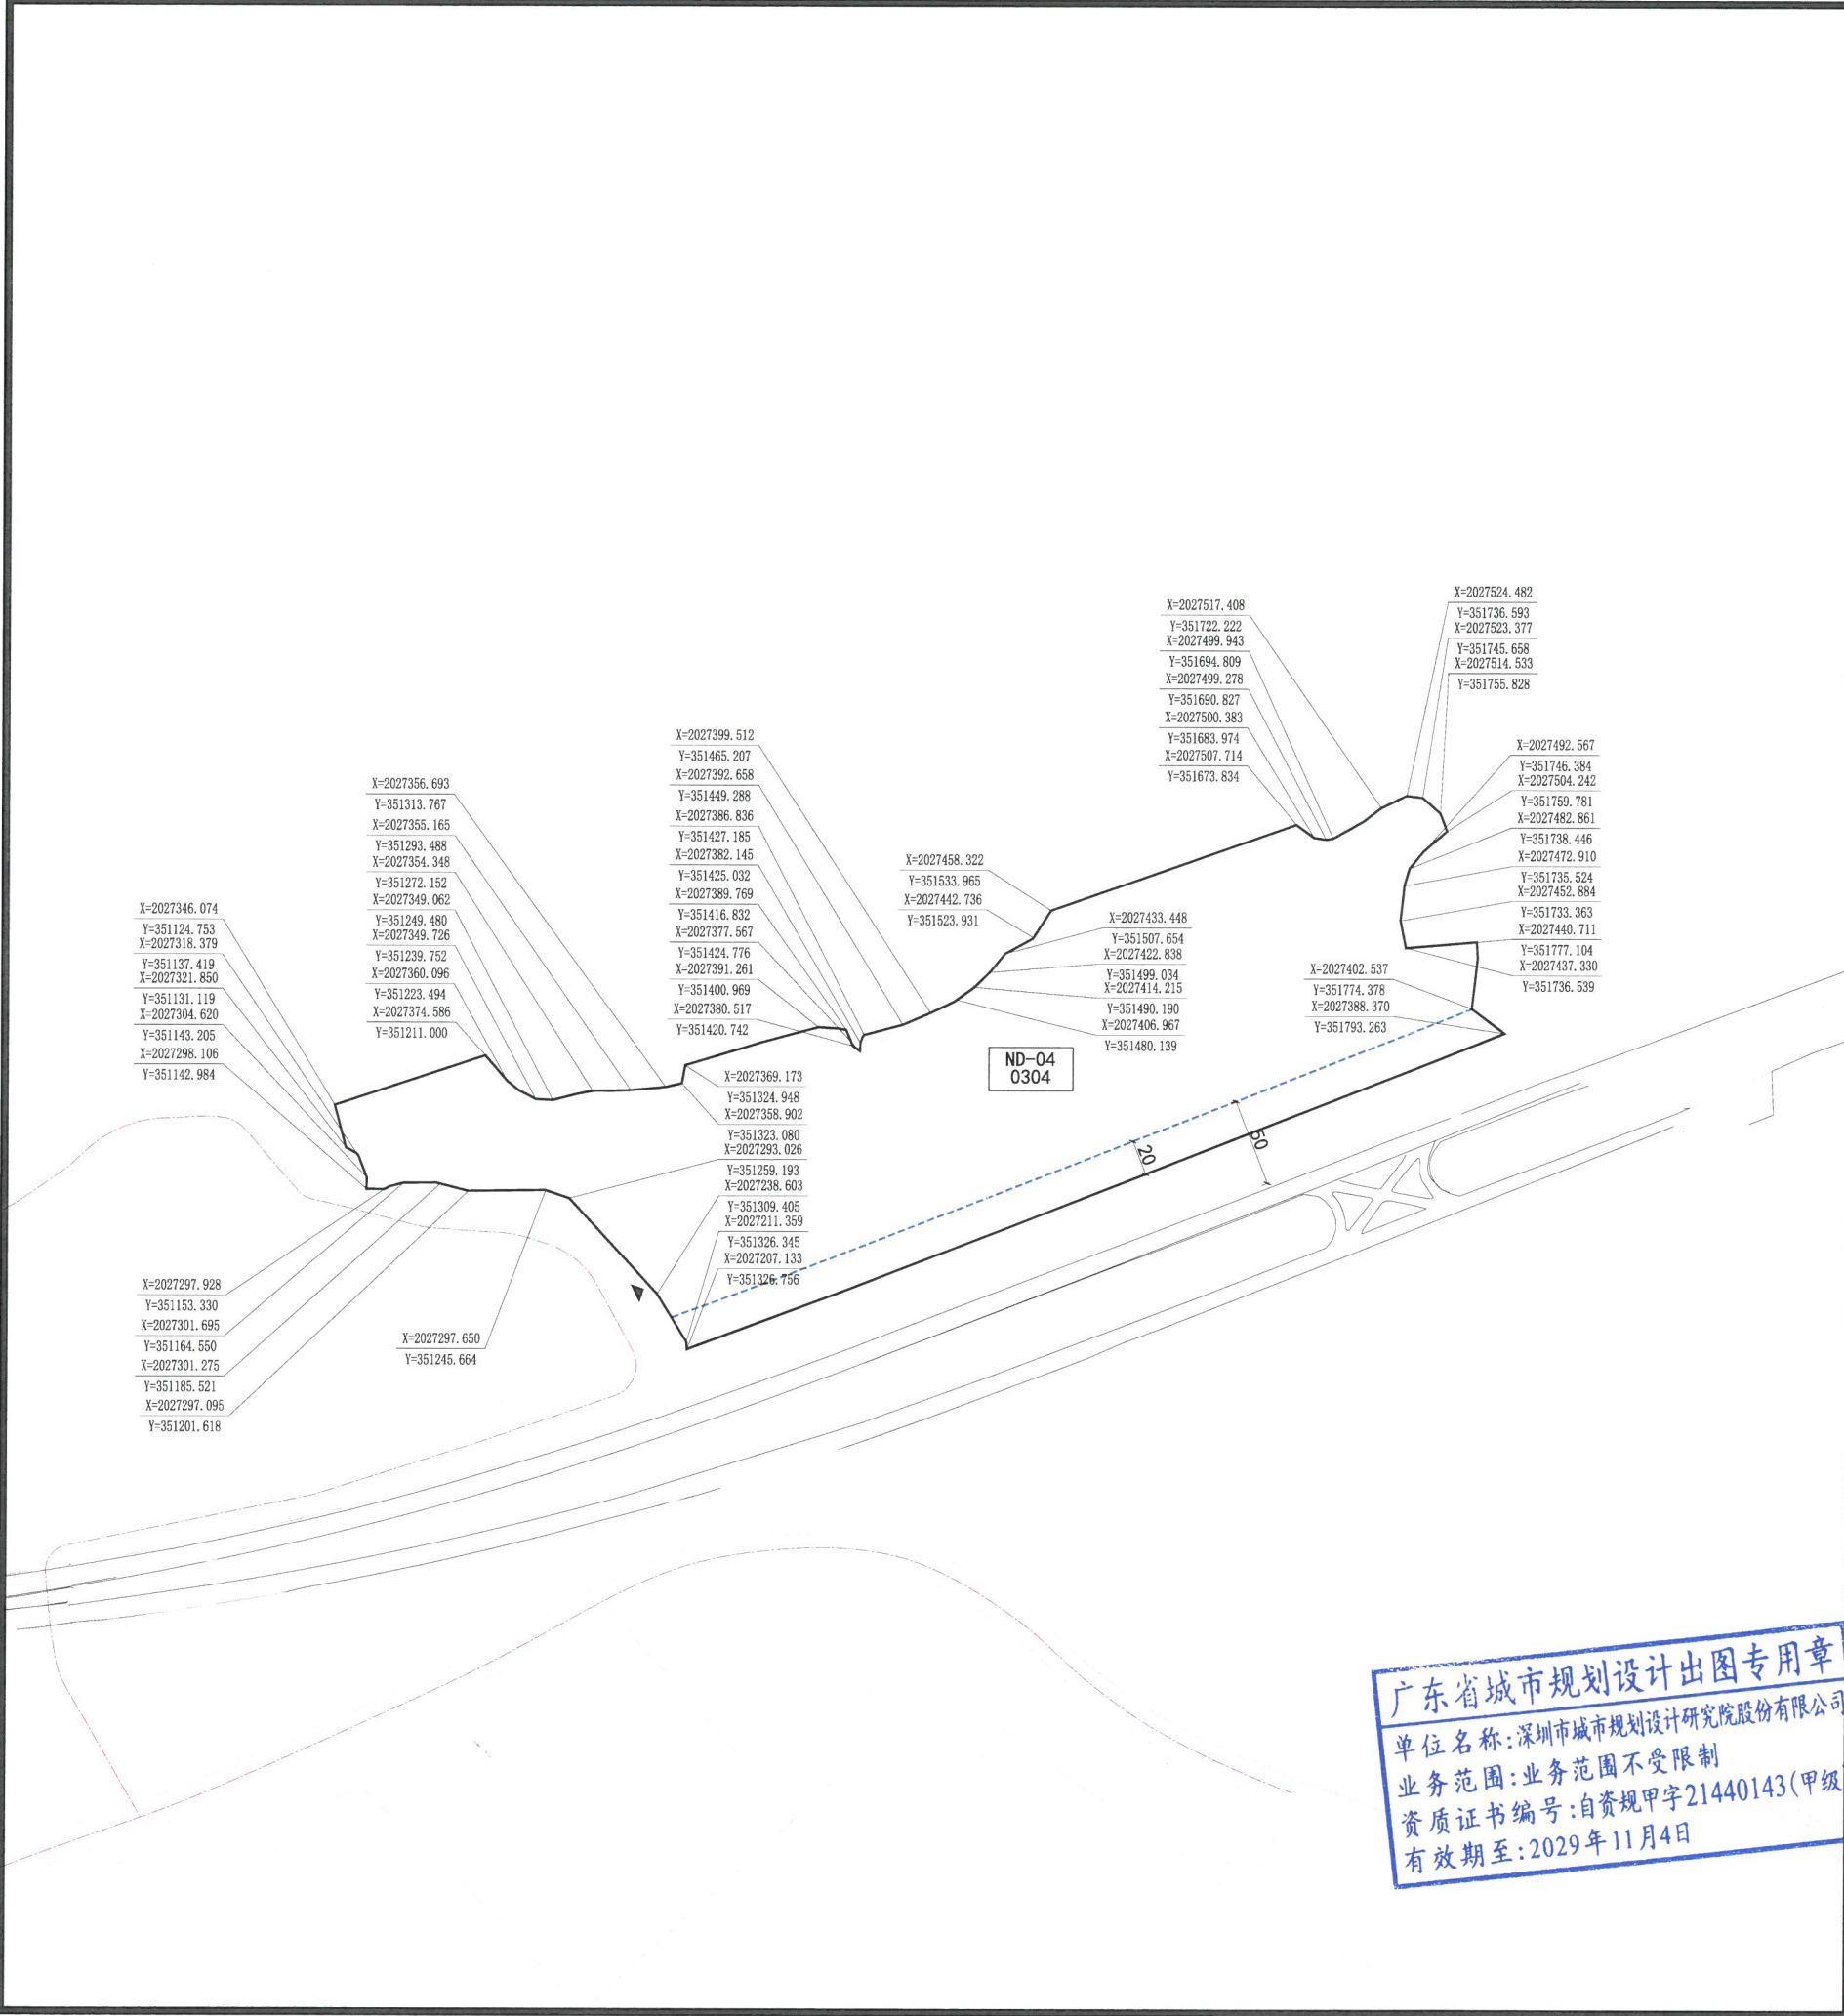 X=2027517.408
Y=351722.222
X=2027499.943
Y=351694.809
X=2027499.278
Y=351690.827
X=2027500.383
Y=351683.974
X=2027507.714
Y=351673.834
X=2027524.482
Y=351736.593
X=2027523.377
Y=351745.658
X=2027514.533
Y=351755.828
X=2027492.567
Y=351746.384
X=2027504.242
Y=351759.781
X=2027482.861
Y=351738.446
X=2027472.910
Y=351735.524
X=2027452.884
Y=351733.363
X=2027440.711
Y=351777.104
X=2027437.330
Y=351736.539
X=2027399.512
Y=351465.207
X=2027392.658
Y=351449.288
X=2027386.836
Y=351427.185
X=2027382.145
Y=351425.032
X=2027389.769
Y=351416.832
X=2027377.567
Y=351424.776
X=2027391.261
Y=351400.969
X=2027380.517
Y=351420.742
X=2027356.693
Y=351313.767
X=2027355.165
Y=351293.488
X=2027354.348
Y=351272.152
X=2027349.062
Y=351249.480
X=2027349.726
Y=351239.752
X=2027360.096
Y=351223.494
X=2027374.586
Y=351211.000
X=2027458.322
Y=351533.965
X=2027442.736
Y=351523.931
X=2027433.448
Y=351507.654
X=2027422.838
Y=351499.034
X=2027414.215
Y=351490.190
X=2027406.967
Y=351480.139
X=2027346.074
Y=351124.753
X=2027318.379
Y=351137.419
X=2027321.850
Y=351131.119
X=2027304.620
Y=351143.205
X=2027298.106
Y=351142.984
X=2027402.537
Y=351774.378
X=2027388.370
Y=351793.263
ND-04
0304
X=2027369.173
Y=351324.948
X=2027358.902
Y=351323.080
X=2027293.026
Y=351259.193
X=2027238.603
Y=351309.405
X=2027211.359
Y=351326.345
X=2027207.133
Y=351326.756
20
50
X=2027297.928
Y=351153.330
X=2027301.695
Y=351164.550
X=2027301.275
Y=351185.521
X=2027297.095
Y=351201.618
X=2027297.650
Y=351245.664
广东省城市规划设计出图专用章
单位名称:深圳市城市规划设计研究院股份有限公司
业务范围:业务范围不受限制
资质证书编号:自资规甲字21440143(甲级
有效期至:2029年11月4日